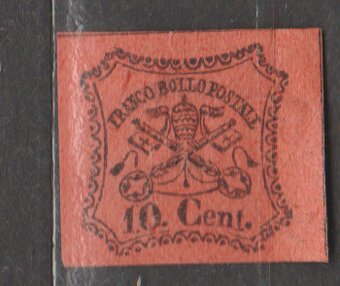 FRANCO BOLLO POSTALE
10. Cent.